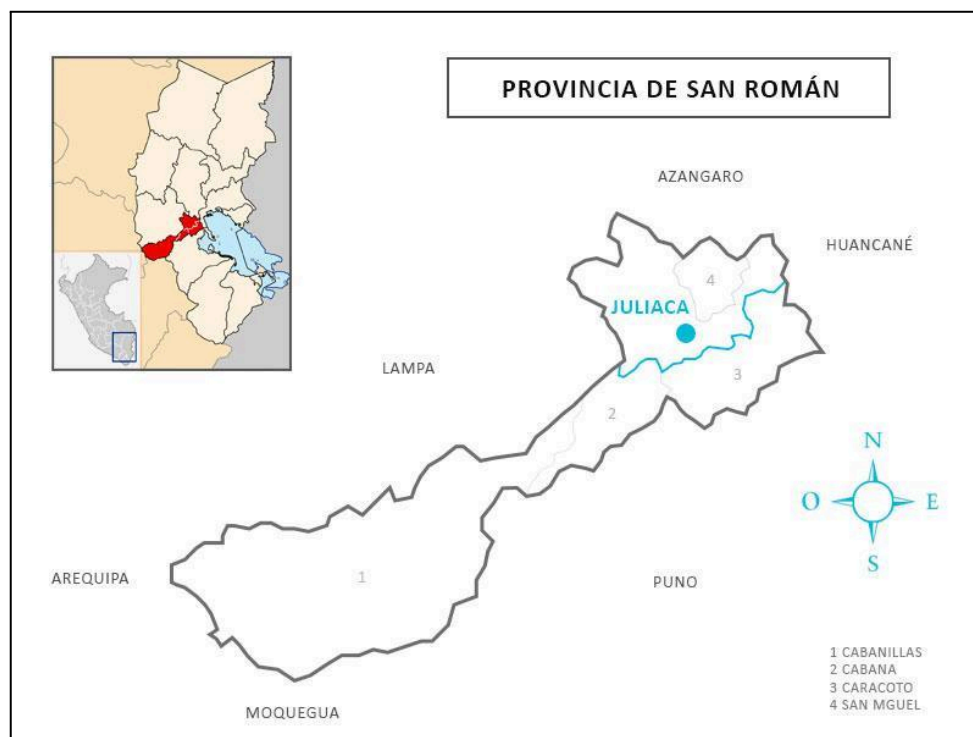 PROVINCIA DE SAN ROMÁN
AZANGARO
HUANCANÉ
4
JULIACA
LAMPA
3
2
N
O
E
S
AREQUIPA
1
PUNO
MOQUEGUA
1 CABANILLAS
2 CABANA
3 CARACOTO
4 SAN MGUEL